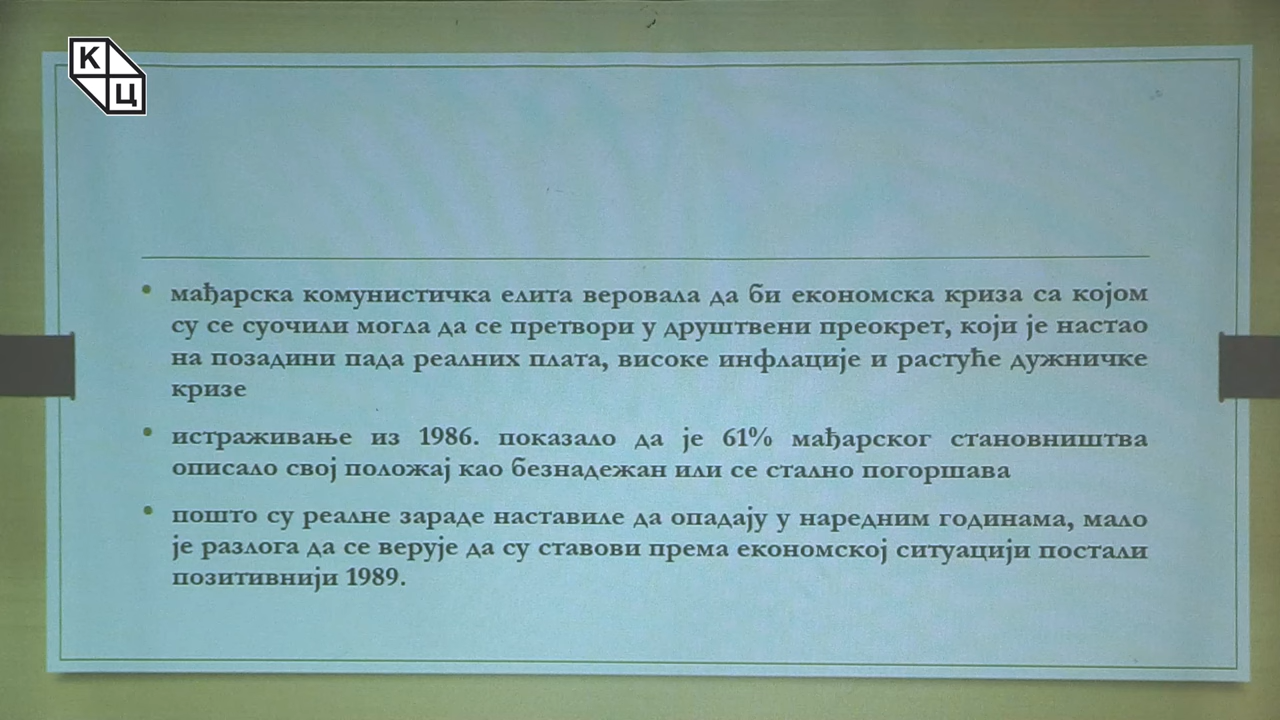 К
Ц
мађарска комунистичка елита веровала да би економска криза са којом
су се суочили могла да се претвори у друштвени преокрет, који је настао
на позадини пада реалних плата, високе инфлације и растуће дужничке
кризе
истраживање из 1986. показало да је 61% мађарског становништва
описало свој положај као безнадежан или се стално погоршава
пошто су реалне зараде наставиле да опадају у наредним годинама, мало
је разлога да се верује да су ставови према економској ситуацији постали
позитивнији 1989.